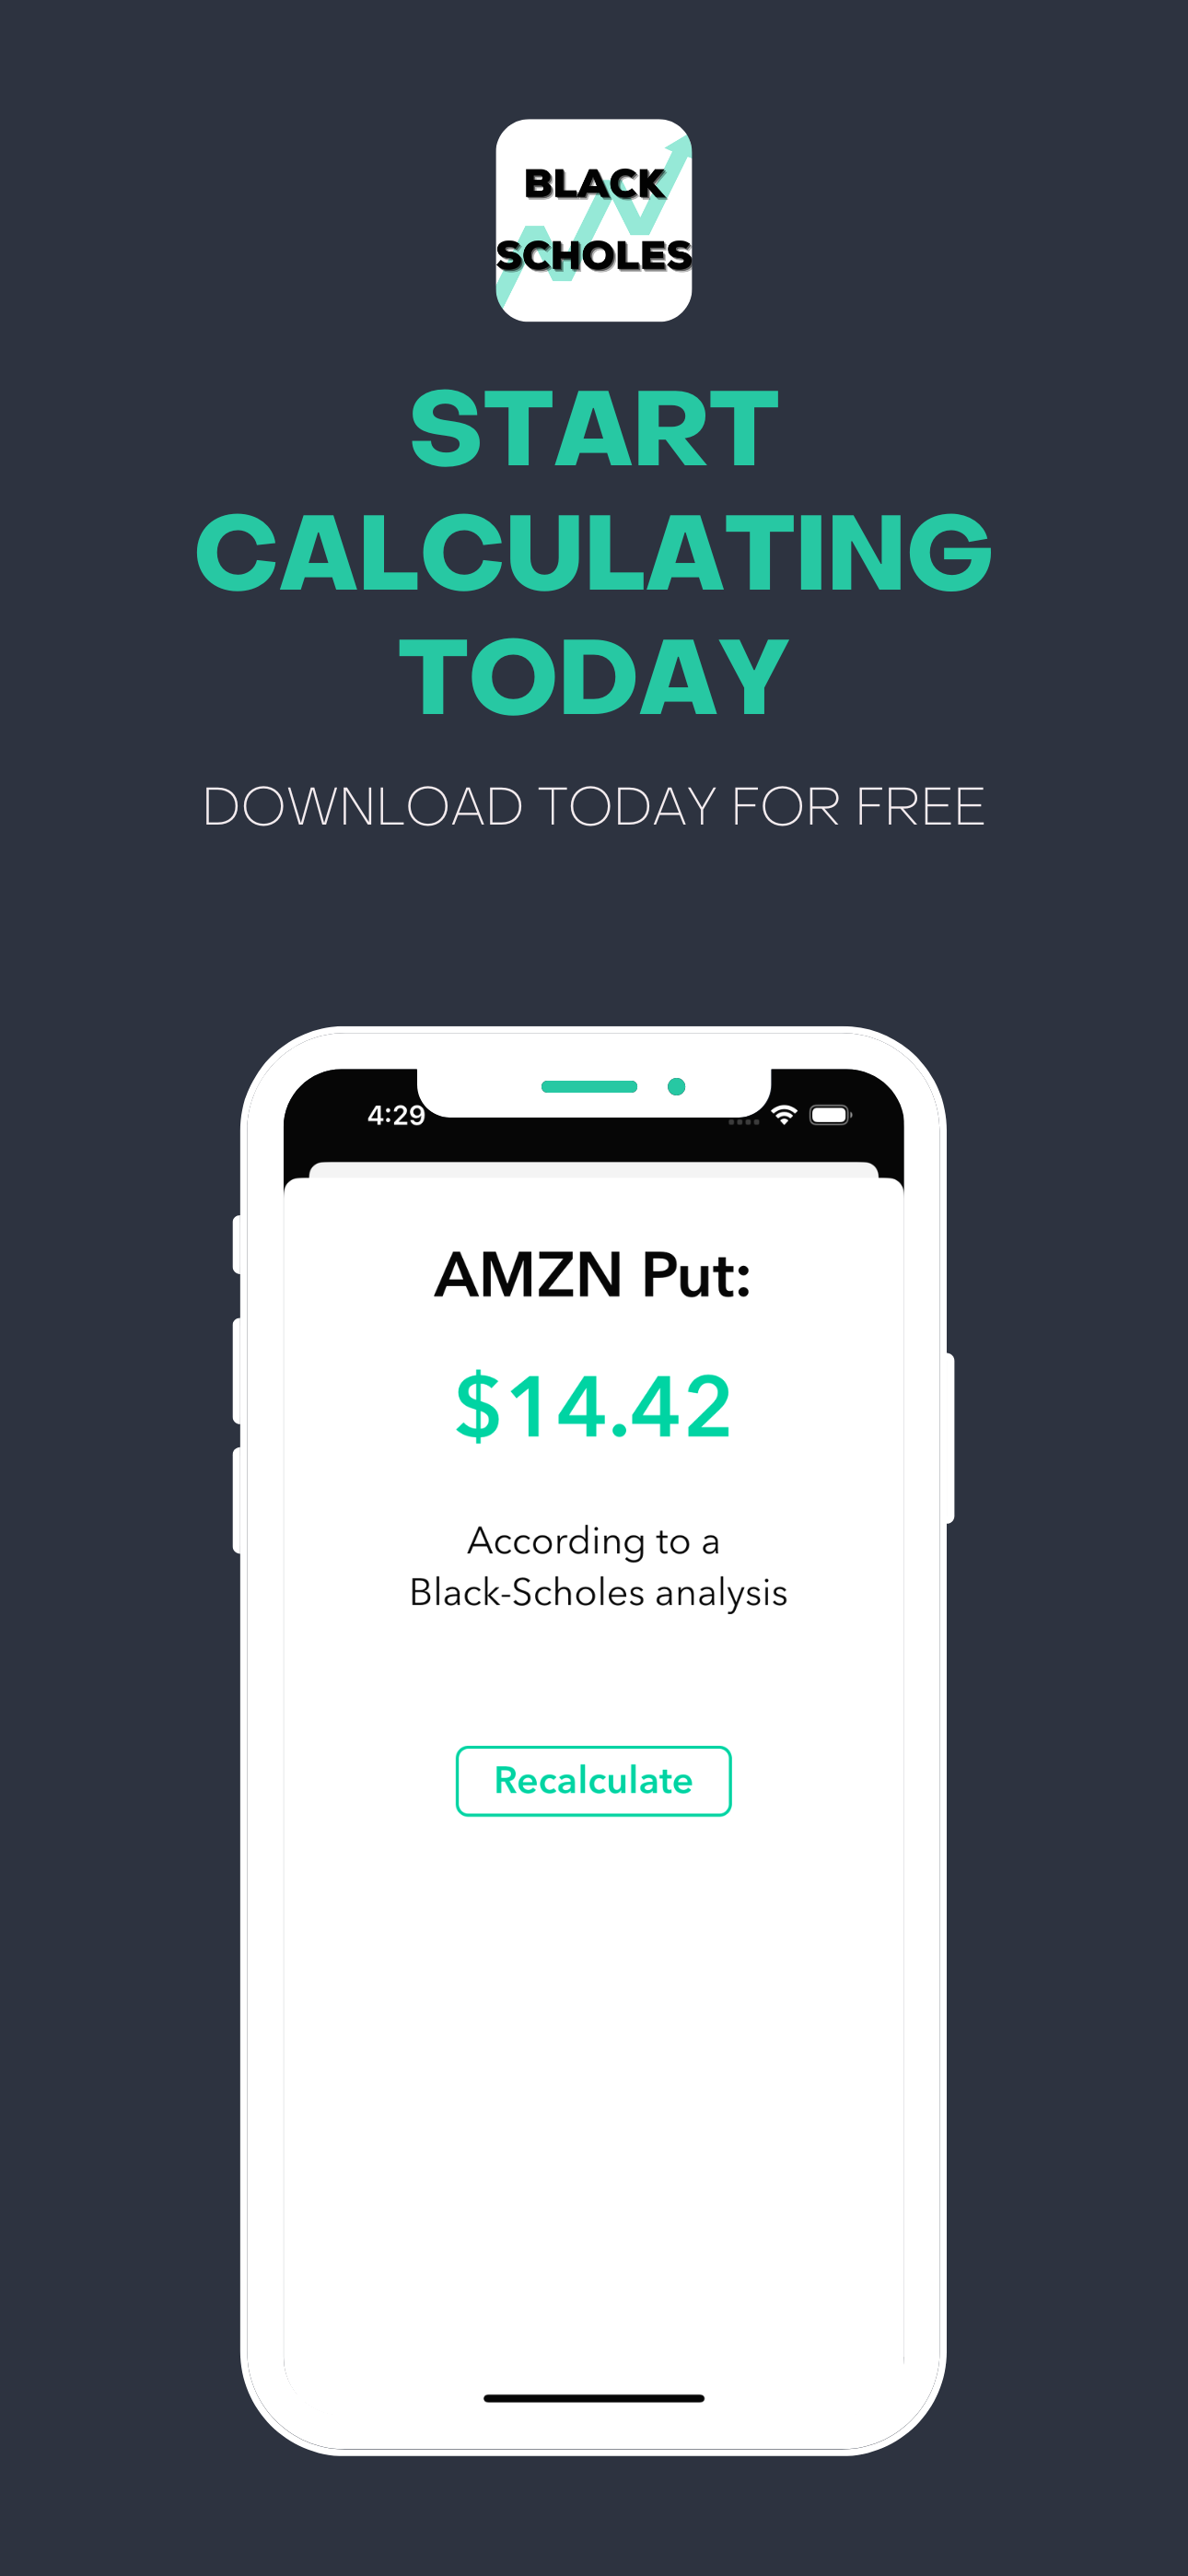 BLACK
SCHOLES
START
CALCULATING
TODAY
DOWNLOAD TODAY FOR FREE
4:29
AMZN Put:
$14.42
According to a
Black-Scholes analysis
Recalculate